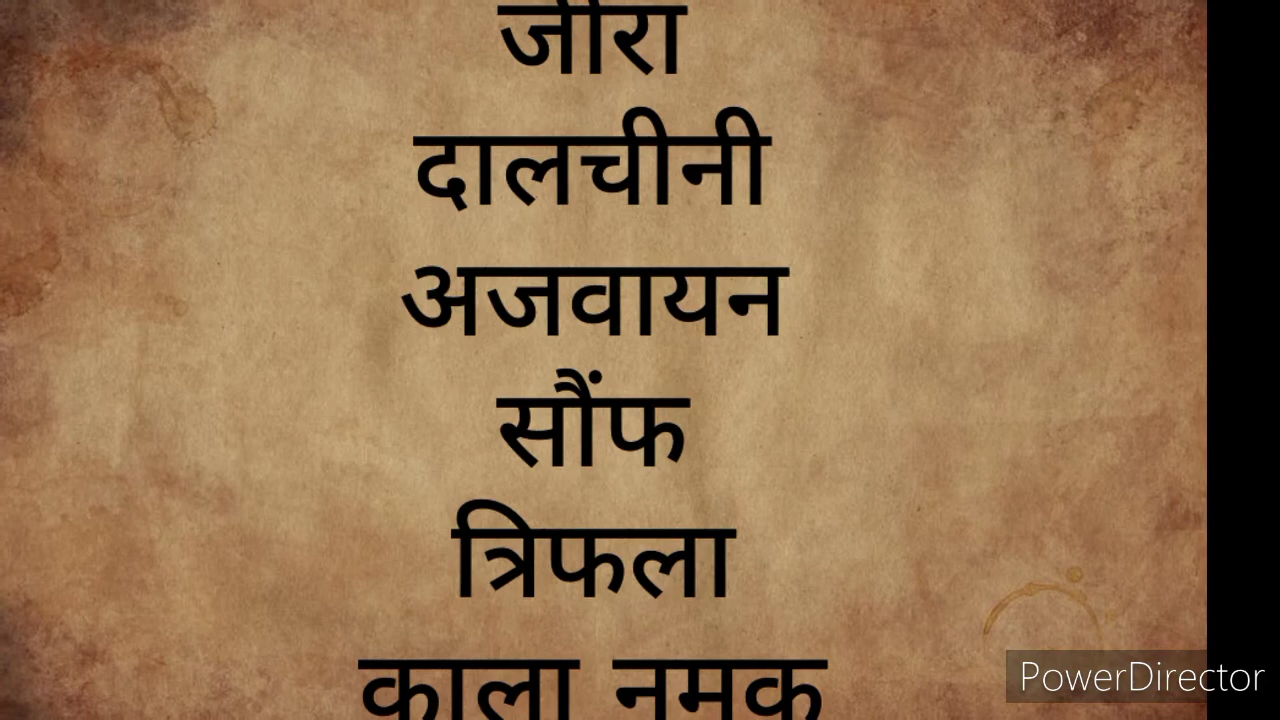 जीरा
दालचीनी
अजवायन
सौंफ
त्रिफला
काला नमक
PowerDirector